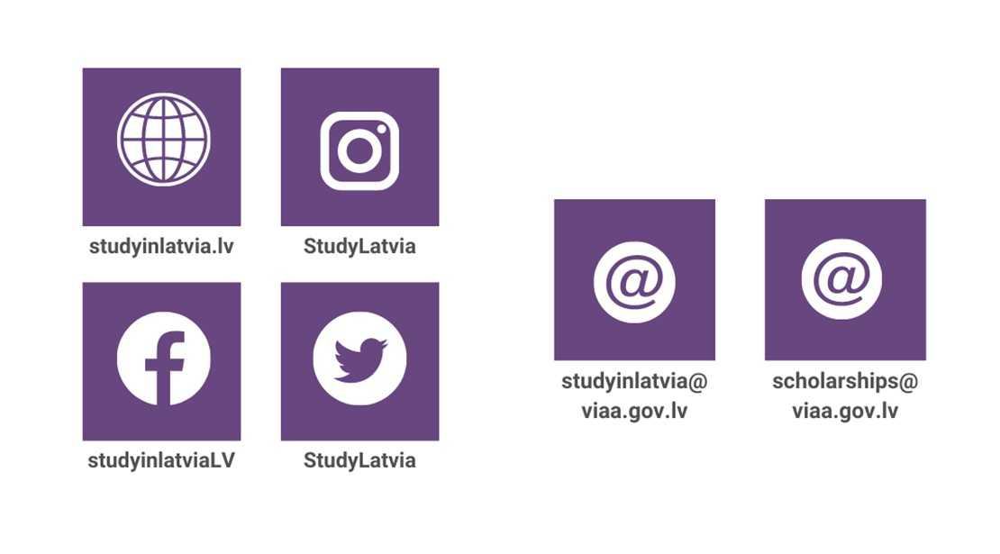 studyinlatvia.lv
StudyLatvia
studyinlatviaLV
StudyLatvia
studyinlatvia@
viaa.gov.lv
scholarships@
viaa.gov.lv